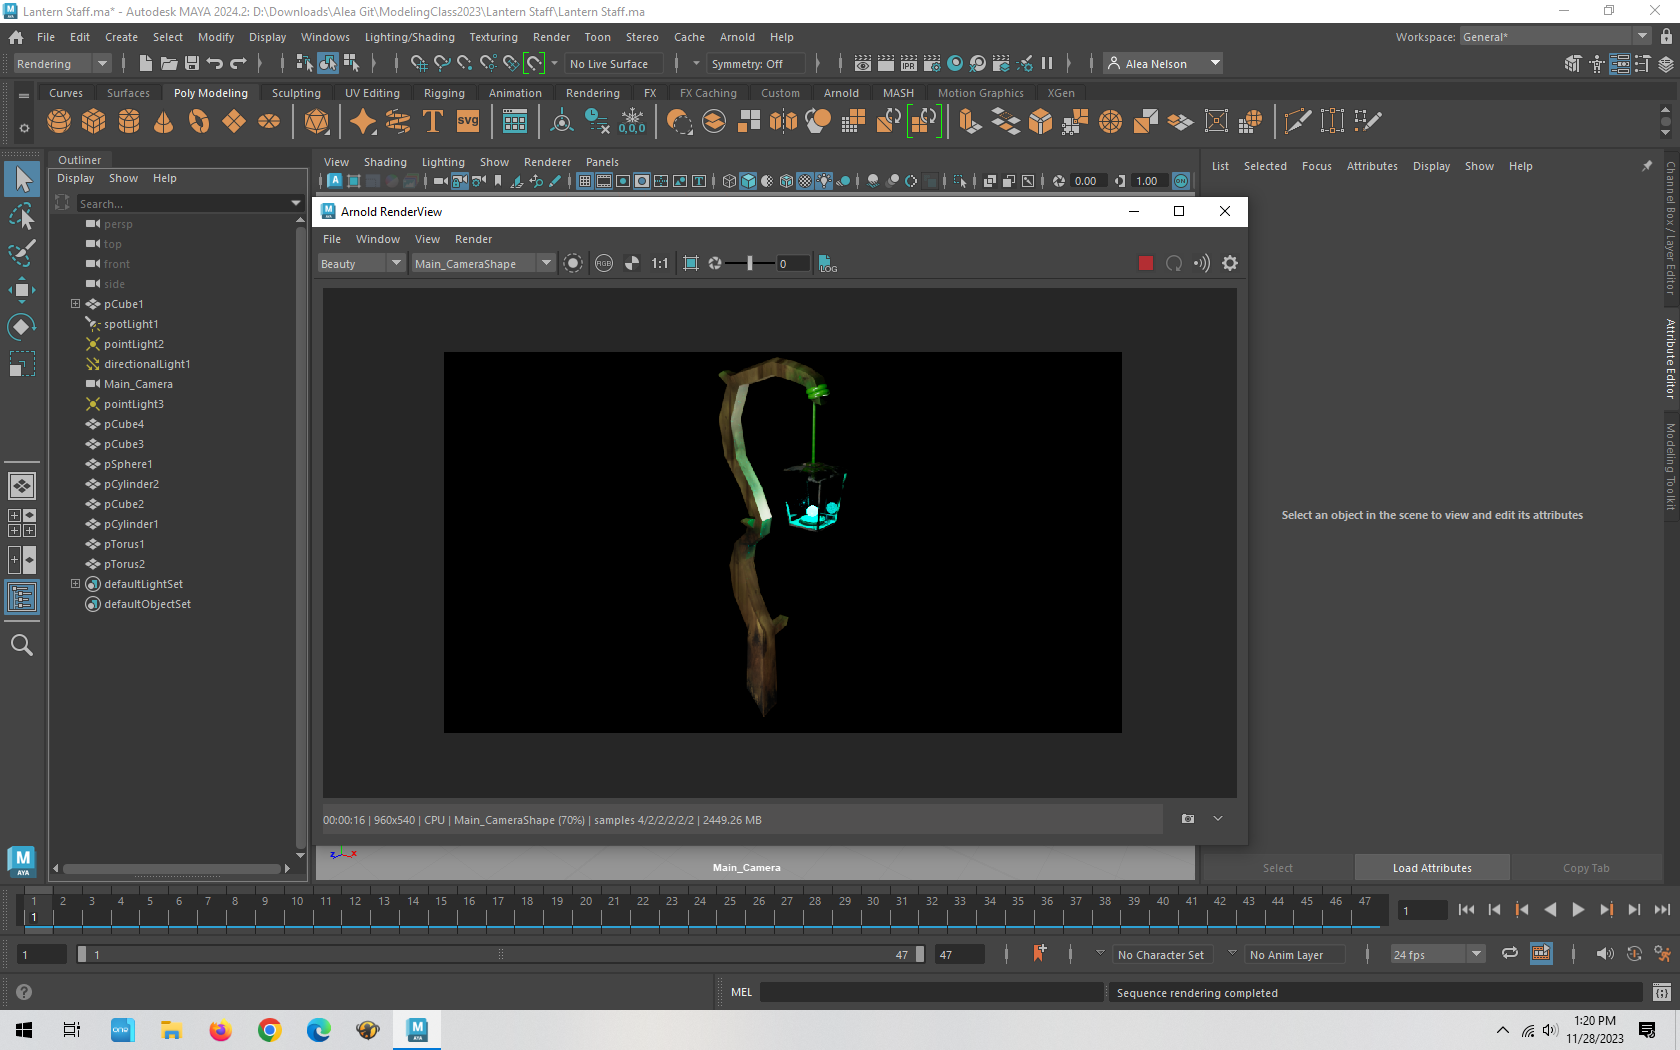 Lantern Staff.ma* - Autodesk MAYA 2024.2: D:\Downloads\Alea Git\ModelingClass2023\Lantern Staff\Lantern Staff.ma
File Edit Create Select Modify Display Windows Lighting/Shading Texturing Render Toon Stereo Cache Arnold Help
Workspace: General*
Rendering
No Live Surface
Symmetry: Off
IPR
Alea Nelson
Curves Surfaces Poly Modeling Sculpting UV Editing Rigging Animation Rendering FX FX Caching Custom Arnold MASH Motion Graphics XGen
T
SVG
0,0,0
Outliner
Display Show Help
Search...
persp
top
front
side
pCube1
spotLight1
pointLight2
directionalLight1
Main_Camera
pointLight3
pCube4
pCube3
pSphere1
pCylinder2
pCube2
pCylinder1
pTorus1
pTorus2
defaultLightSet
defaultObjectSet
View Shading Lighting Show Renderer Panels
0.00
1.00
ON
Arnold RenderView
File Window View Render
Beauty
Main_CameraShape
RGB
1:1
0
LOG
00:00:16 | 960x540 | CPU | Main_CameraShape (70%) | samples 4/2/2/2/2/2 | 2449.26 MB
z x
Main_Camera
List Selected Focus Attributes Display Show Help
Select an object in the scene to view and edit its attributes
Select
Load Attributes
Copy Tab
Channel Box / Layer Editor
Attribute Editor
Modeling Toolkit
M
AYA
1 2 3 4 5 6 7 8 9 10 11 12 13 14 15 16 17 18 19 20 21 22 23 24 25 26 27 28 29 30 31 32 33 34 35 36 37 38 39 40 41 42 43 44 45 46 47
1
1
1
1
47
47
No Character Set
No Anim Layer
24 fps
MEL
Sequence rendering completed
one
M
AYA
1:20 PM
11/28/2023